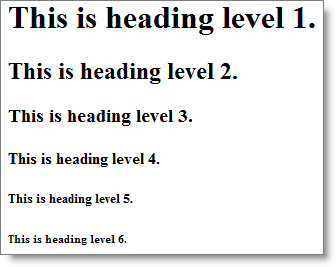 This is heading level 1.
This is heading level 2.
This is heading level 3.
This is heading level 4.
This is heading level 5.
This is heading level 6.